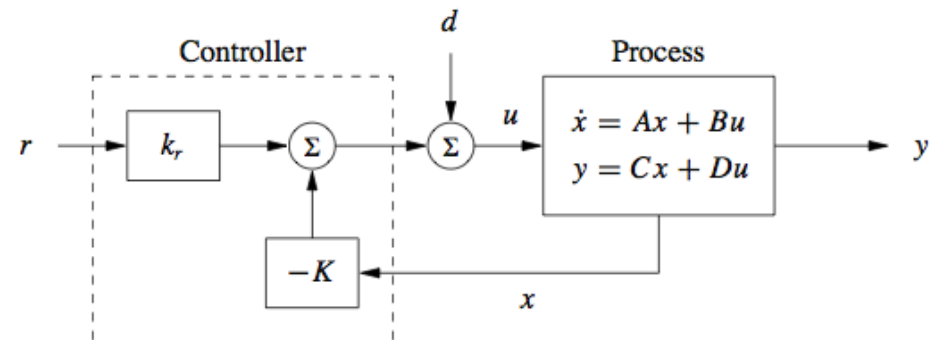 d
Controller
Process
r
k_r
Σ
Σ
u
ẋ = Ax + Bu
y = Cx + Du
y
−K
x